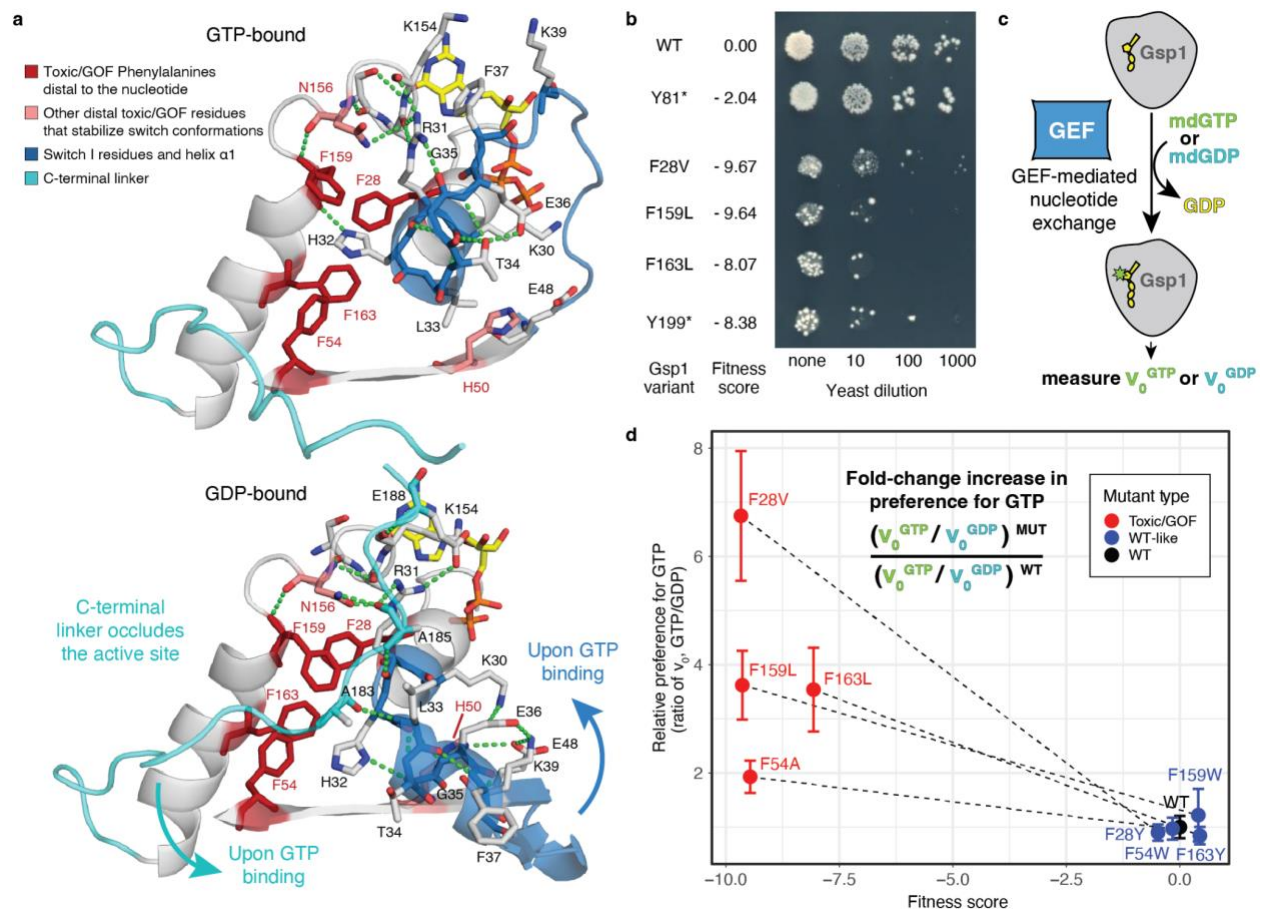 a
GTP-bound
Toxic/GOF Phenylalanines
distal to the nucleotide
Other distal toxic/GOF residues
that stabilize switch conformations
Switch I residues and helix α1
C-terminal linker
K154
K39
F37
N156
R31
G35
F159
F28
E36
H32
K30
T34
E48
F163
L33
F54
H50
GDP-bound
E188
K154
R31
N156
C-terminal
linker occludes
the active site
F159
F28
A185
Upon GTP
binding
K30
F163
A183
L33
H50
E36
E48
F54
H32
K39
G35
T34
F37
Upon GTP
binding
b
WT 0.00
Y81* - 2.04
F28V - 9.67
F159L - 9.64
F163L - 8.07
Y199* - 8.38
none 10 100 1000
Gsp1
variant
Fitness
score
Yeast dilution
c
Gsp1
GEF
mdGTP
or
mdGDP
GEF-mediated
nucleotide
exchange
GDP
Gsp1
measure v0GTP or v0GDP
d
Relative preference for GTP
(ratio of v0, GTP/GDP)
8
6
4
2
Fold-change increase in
preference for GTP
(v0GTP / v0GDP) MUT
(v0GTP / v0GDP) WT
Mutant type
Toxic/GOF
WT-like
WT
F28V
F159L
F163L
F54A
F159W
WT
F28Y
F54W
F163Y
−10.0 −7.5 −5.0 −2.5 0.0
Fitness score